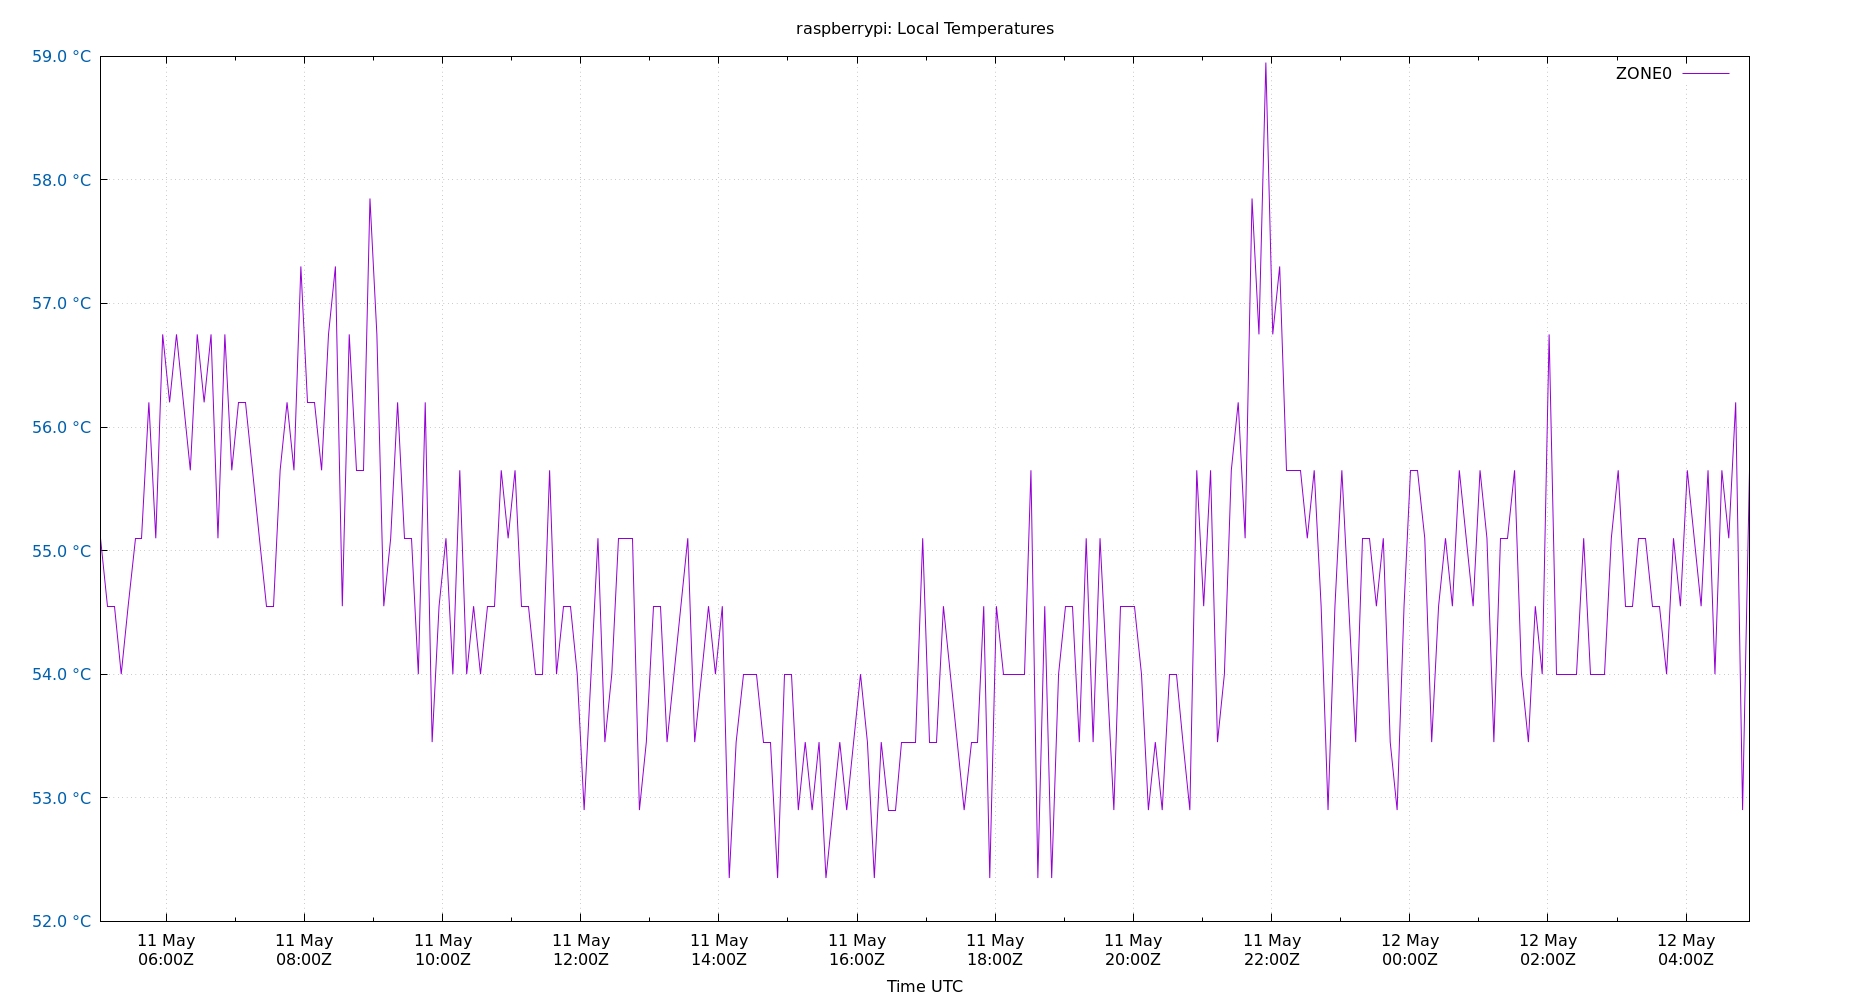 raspberrypi: Local Temperatures
59.0 °C
ZONE0
58.0 °C
57.0 °C
56.0 °C
55.0 °C
54.0 °C
53.0 °C
52.0 °C
11 May 11 May 11 May 11 May 11 May 11 May 11 May 11 May 11 May 12 May 12 May 12 May
06:00Z 08:00Z 10:00Z 12:00Z 14:00Z 16:00Z 18:00Z 20:00Z 22:00Z 00:00Z 02:00Z 04:00Z
Time UTC